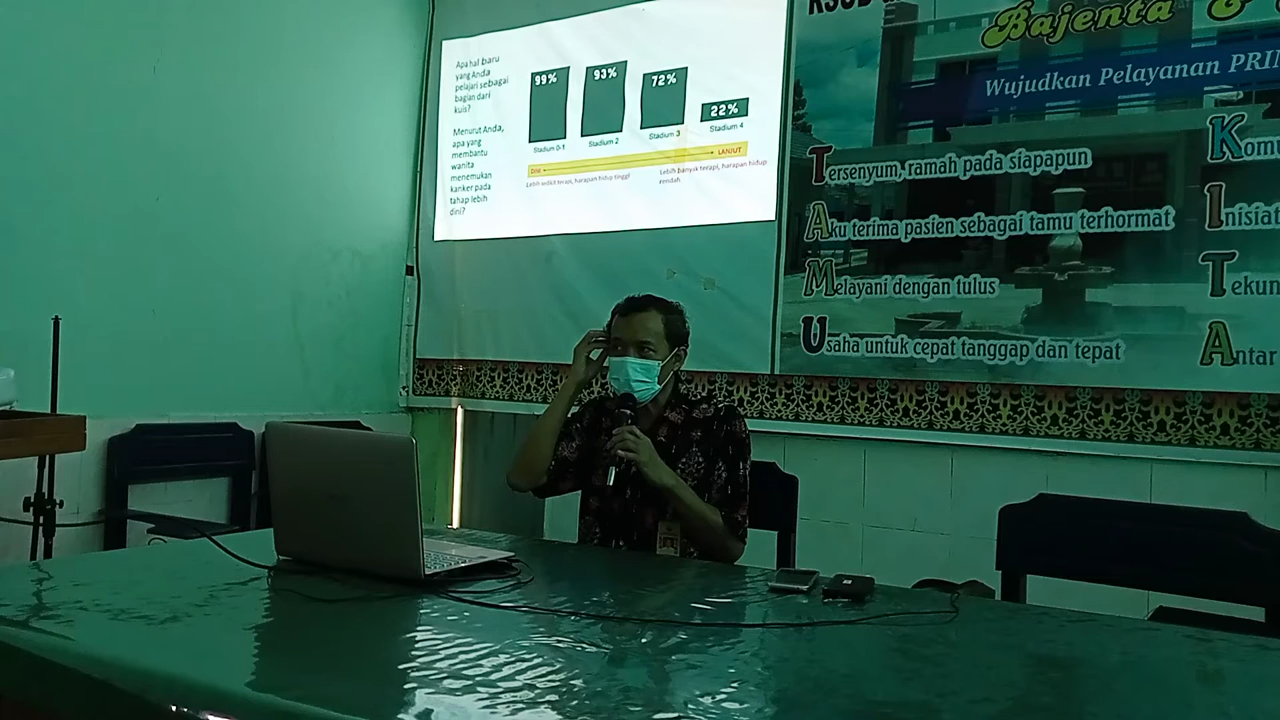 Apa hal baru
yang Anda
pelajari sebagai
bagian dari
kuis?
Menurut Anda,
apa yang
membantu
wanita
menemukan
kanker pada
tahap lebih
dini?
99%
93%
72%
22%
Stadium 0-1
Stadium 2
Stadium 3
Stadium 4
DINI
LANJUT
Lebih sedikit terapi, harapan hidup tinggi
Lebih banyak terapi, harapan hidup
rendah
RSUD
Bajenta &
Wujudkan Pelayanan PRIM
Tersenyum, ramah pada siapapun
Aku terima pasien sebagai tamu terhormat
Melayani dengan tulus
Usaha untuk cepat tanggap dan tepat
Komu
Inisiat
Tekun
Antar